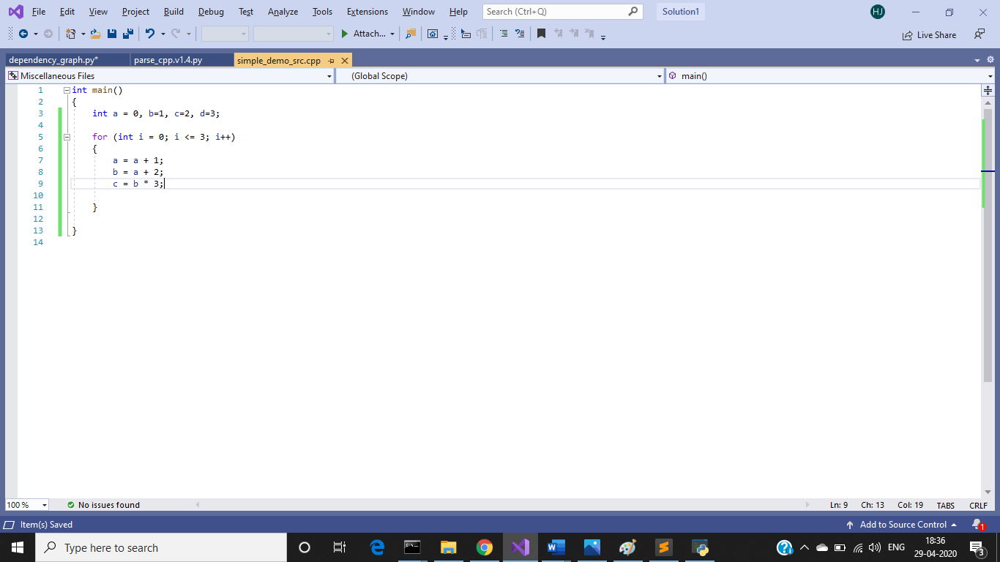 File Edit View Project Build Debug Test Analyze Tools Extensions Window Help Search (Ctrl+Q) Solution1 HJ
Attach... Live Share
dependency_graph.py* parse_cpp.v1.4.py simple_demo_src.cpp
Miscellaneous Files (Global Scope) main()
1 int main()
2 {
3 int a = 0, b=1, c=2, d=3;
4
5 for (int i = 0; i <= 3; i++)
6 {
7 a = a + 1;
8 b = a + 2;
9 c = b * 3;
10
11 }
12
13 }
14
100 % No issues found Ln: 9 Ch: 13 Col: 19 TABS CRLF
Item(s) Saved Add to Source Control 1
Type here to search ENG 18:36
29-04-2020 3